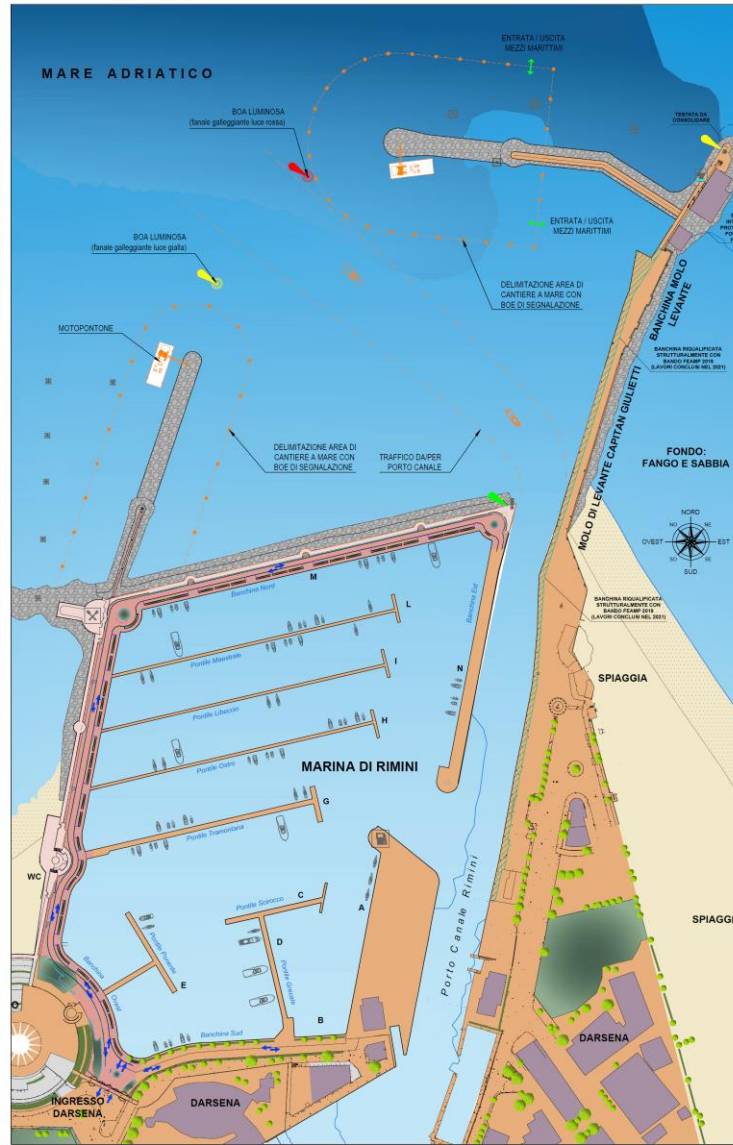 MARE ADRIATICO
ENTRATA / USCITA
MEZZI MARITTIMI
BOA LUMINOSA
(fanale galleggiante luce rossa)
TESTATA DA
CONSOLIDARE
ENTRATA / USCITA
MEZZI MARITTIMI
BOA LUMINOSA
(fanale galleggiante luce gialla)
DELIMITAZIONE AREA DI
CANTIERE A MARE CON
BOE DI SEGNALAZIONE
MOTOPONTONE
BANCHINA MOLO
LEVANTE
BANCHINA RIQUALIFICATA
STRUTTURALMENTE CON
BANDO FEAMP 2019
(LAVORI CONCLUSI NEL 2021)
MOLO DI LEVANTE CAPITAN GIULIETTI
DELIMITAZIONE AREA DI
CANTIERE A MARE CON
BOE DI SEGNALAZIONE
TRAFFICO DA/PER
PORTO CANALE
FONDO:
FANGO E SABBIA
NORD
NO
NE
OVEST
EST
SO
SE
SUD
M
Banchina Nord
Banchina Est
BANCHINA RIQUALIFICATA
STRUTTURALMENTE CON
BANDO FEAMP 2019
(LAVORI CONCLUSI NEL 2021)
L
Pontile Maestrale
I
N
SPIAGGIA
Pontile Libeccio
H
Pontile Ostro
MARINA DI RIMINI
G
Pontile Tramontana
WC
Porto Canale Rimini
C
Pontile Scirocco
A
SPIAGGI
Pontile Ponente
D
Pontile Grecale
Banchina
Ovest
E
B
Banchina Sud
DARSENA
INGRESSO
DARSENA
DARSENA